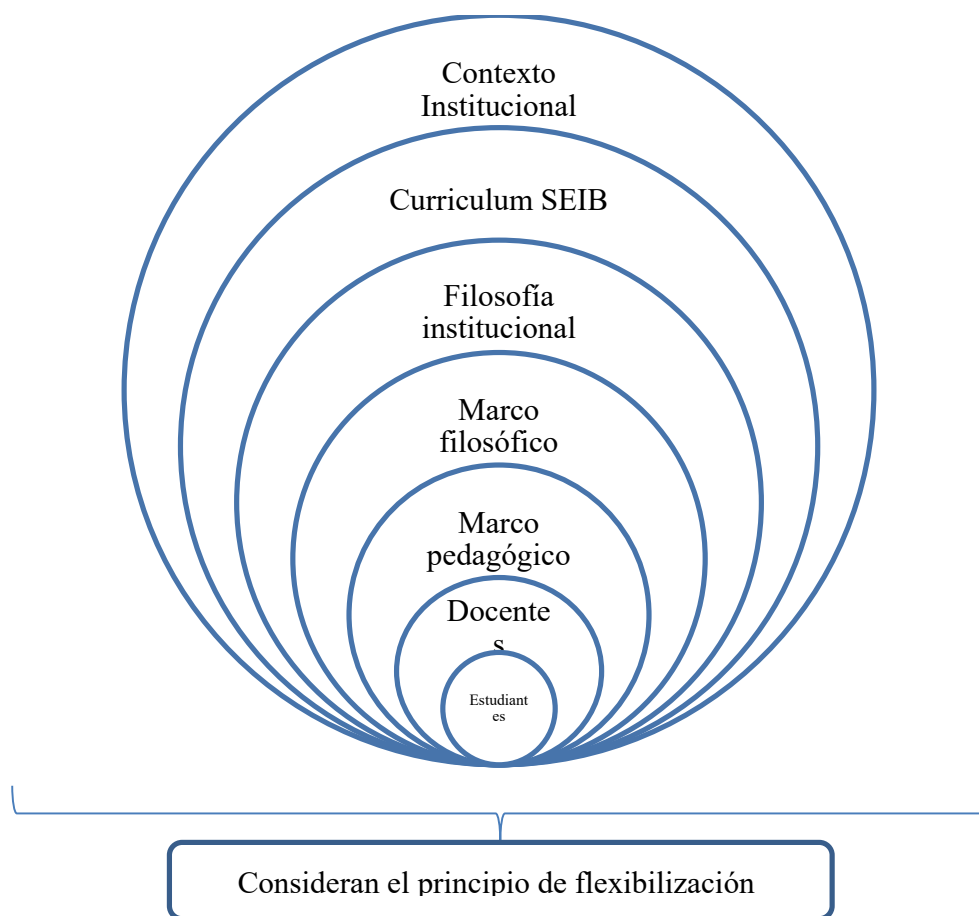 Contexto
Institucional
Curriculum SEIB
Filosofía
institucional
Marco
filosófico
Marco
pedagógico
Docente
s
Estudiant
es
Consideran el principio de flexibilización